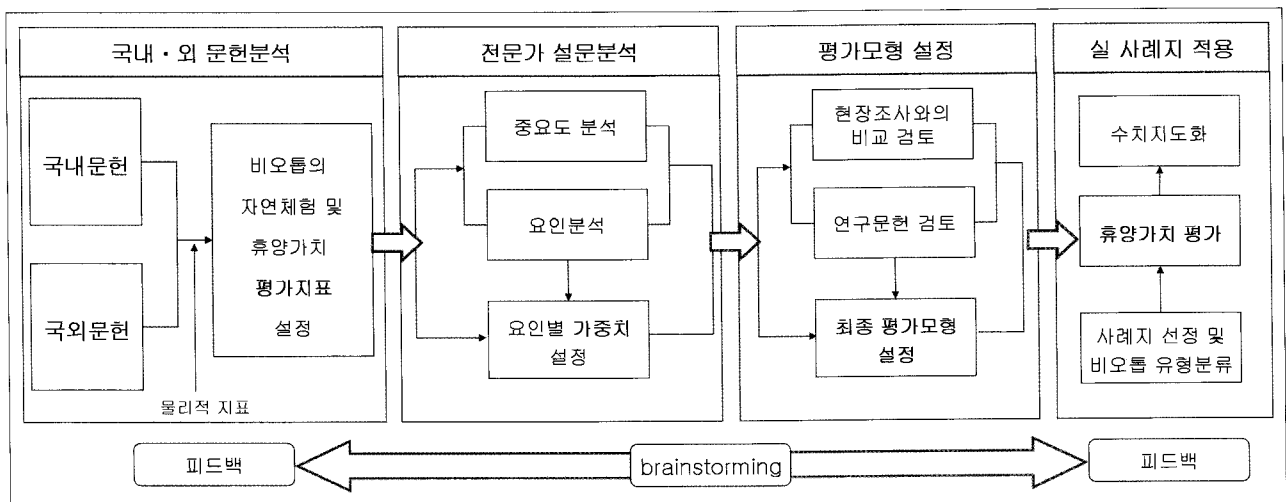 국내 · 외 문헌분석
국내문헌
국외문헌
비오톱의
자연체험 및
휴양가치
평가지표
설정
물리적 지표
전문가 설문분석
중요도 분석
요인분석
요인별 가중치
설정
평가모형 설정
현장조사와의
비교 검토
연구문헌 검토
최종 평가모형
설정
실 사례지 적용
수치지도화
휴양가치 평가
사례지 선정 및
비오톱 유형분류
피드백
brainstorming
피드백